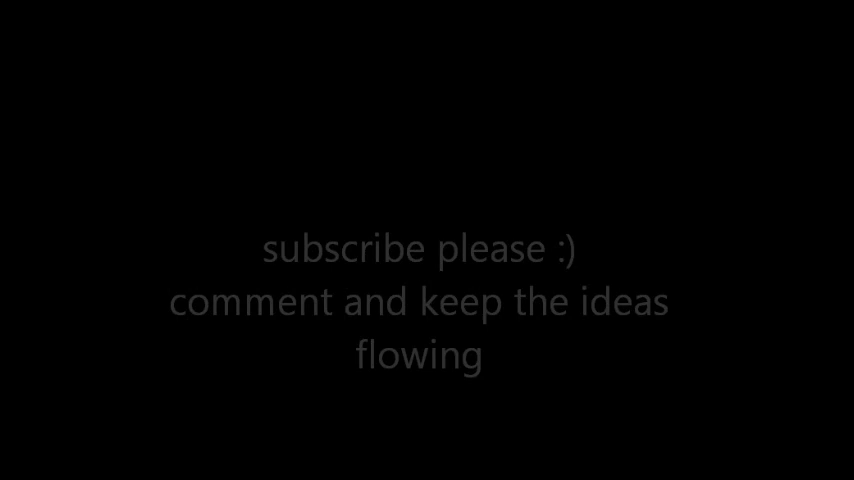 subscribe please :)
comment and keep the ideas
flowing